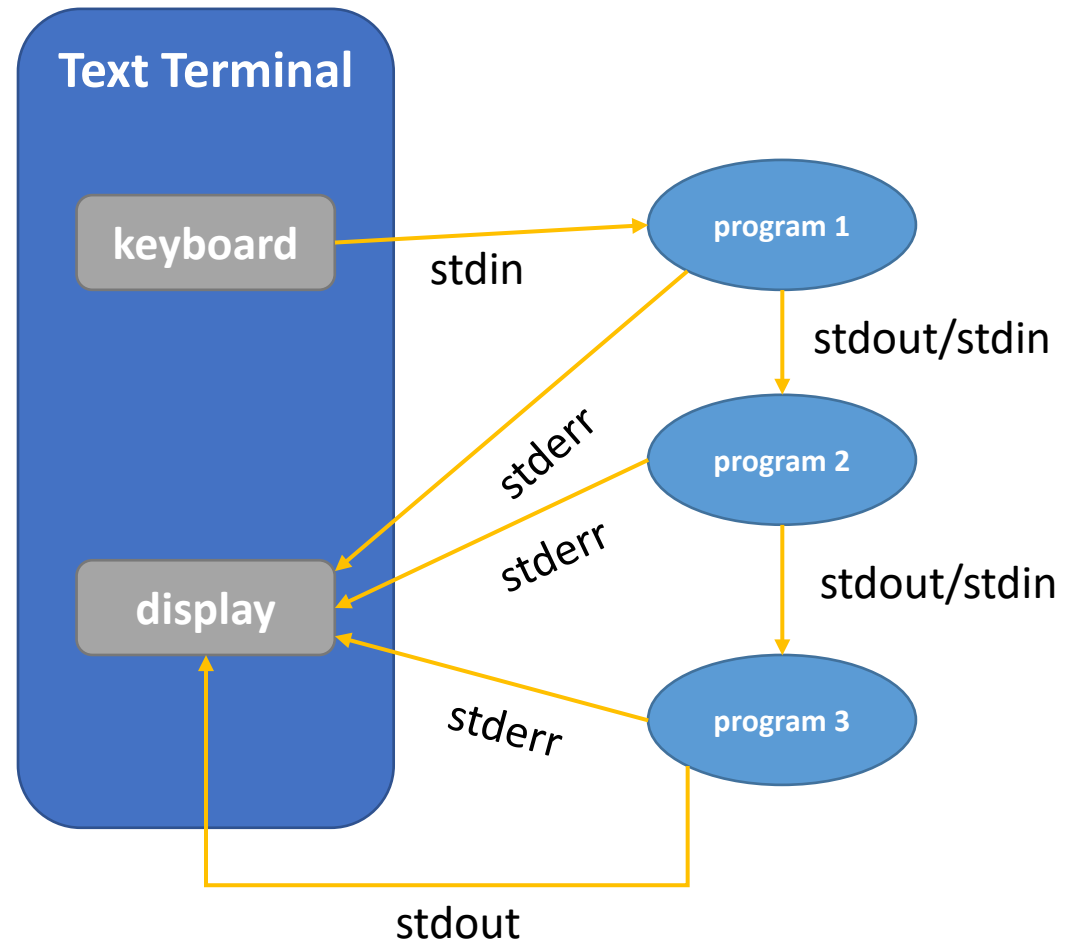 Text Terminal
keyboard
stdin
program 1
stdout/stdin
stderr
program 2
stderr
stdout/stdin
display
stderr
program 3
stdout